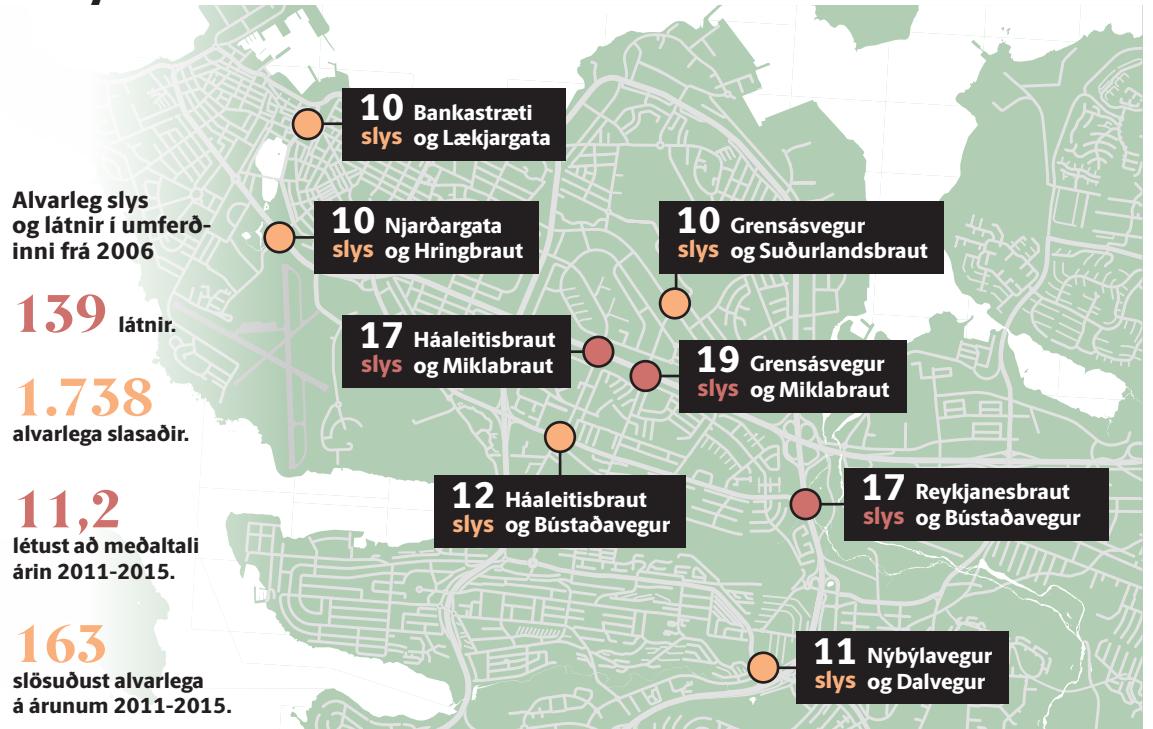 10 slys Bankastræti
og Lækjargata
Alvarleg slys
og látnir í umferð-
inni frá 2006
139 látnir.
1.738
alvarlega slasaðir.
11,2
létust að meðaltali
árin 2011-2015.
163
slösuðust alvarlega
á árunum 2011-2015.
10 slys Njarðargata
og Hringbraut
10 slys Grensásvegur
og Suðurlandsbraut
17 slys Háaleitisbraut
og Miklabraut
19 slys Grensásvegur
og Miklabraut
12 slys Háaleitisbraut
og Bústaðavegur
17 slys Reykjanesbraut
og Bústaðavegur
11 slys Nýbýlavegur
og Dalvegur